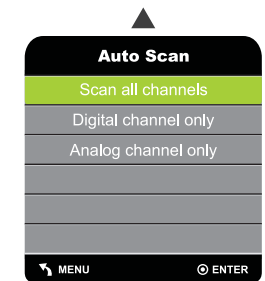 Auto Scan
Scan all channels
Digital channel only
Analog channel only
MENU ENTER